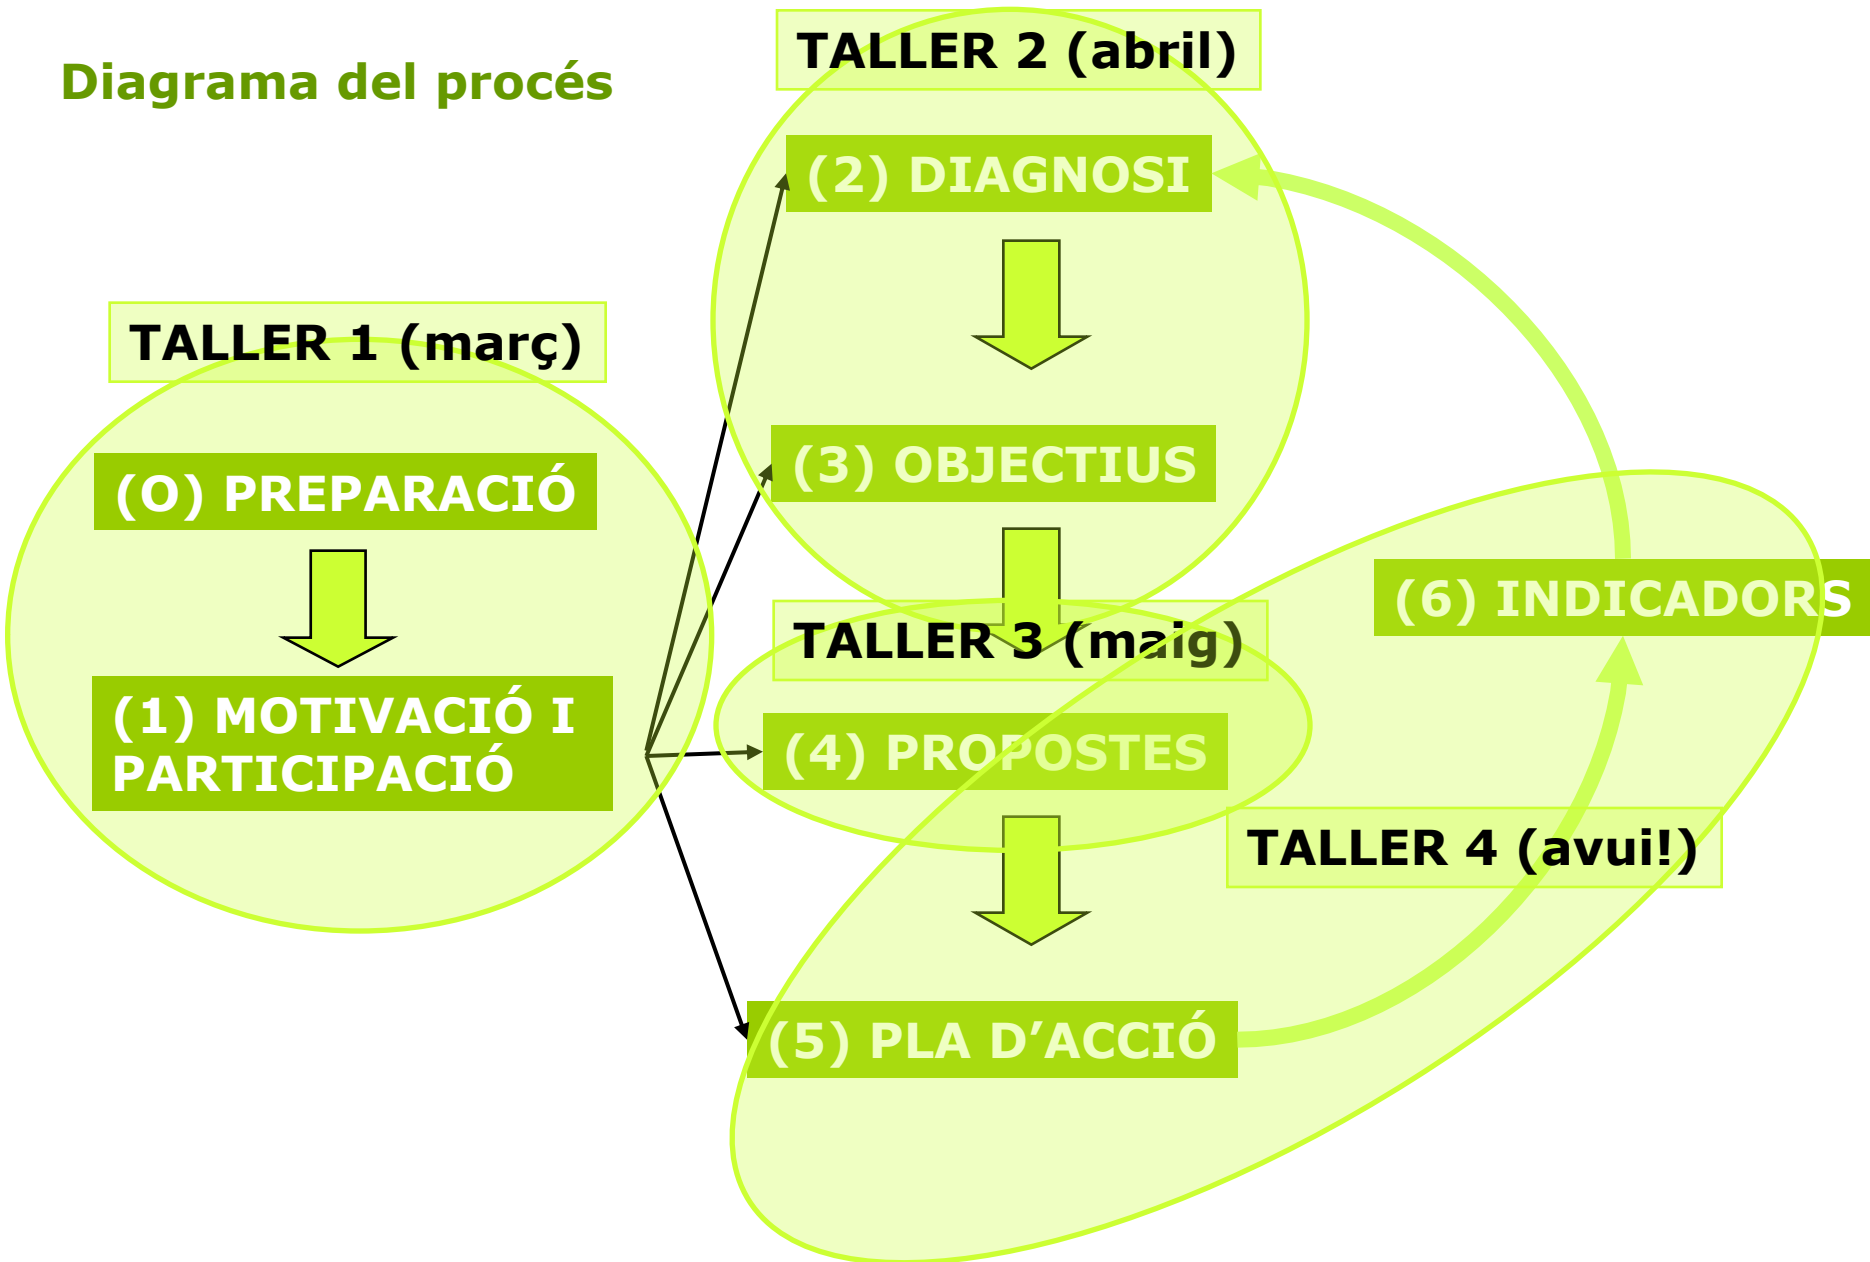 Diagrama del procés
TALLER 1 (març)
(O) PREPARACIÓ
(1) MOTIVACIÓ I
PARTICIPACIÓ
TALLER 2 (abril)
(2) DIAGNOSI
(3) OBJECTIUS
TALLER 3 (maig)
(4) PROPOSTES
(5) PLA D’ACCIÓ
(6) INDICADORS
TALLER 4 (avui!)